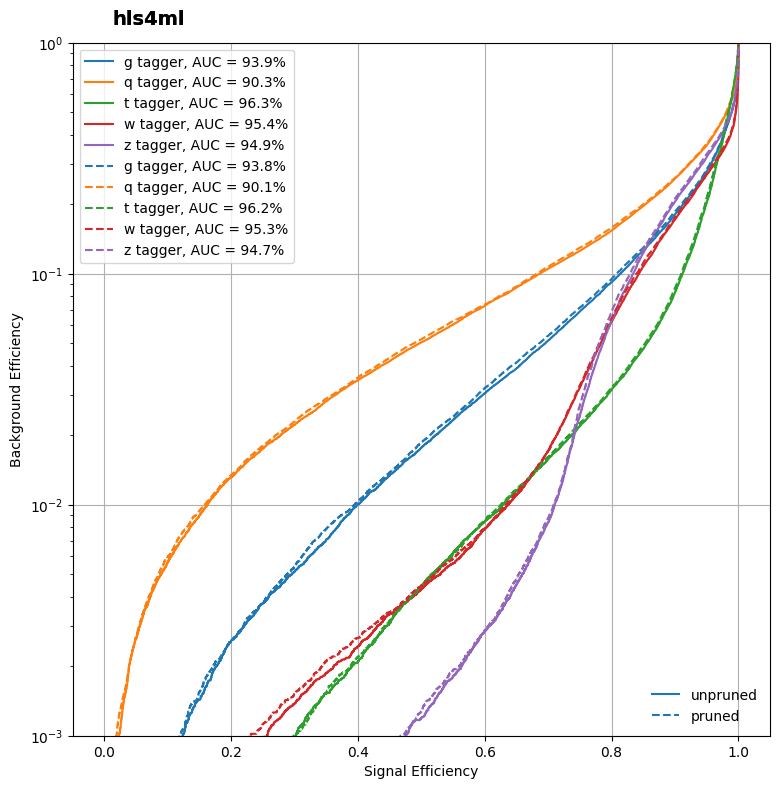 hls4ml
g tagger, AUC = 93.9%
q tagger, AUC = 90.3%
t tagger, AUC = 96.3%
w tagger, AUC = 95.4%
z tagger, AUC = 94.9%
g tagger, AUC = 93.8%
q tagger, AUC = 90.1%
t tagger, AUC = 96.2%
w tagger, AUC = 95.3%
z tagger, AUC = 94.7%
10⁰
10⁻¹
10⁻²
10⁻³
Background Efficiency
unpruned
pruned
0.0 0.2 0.4 0.6 0.8 1.0
Signal Efficiency